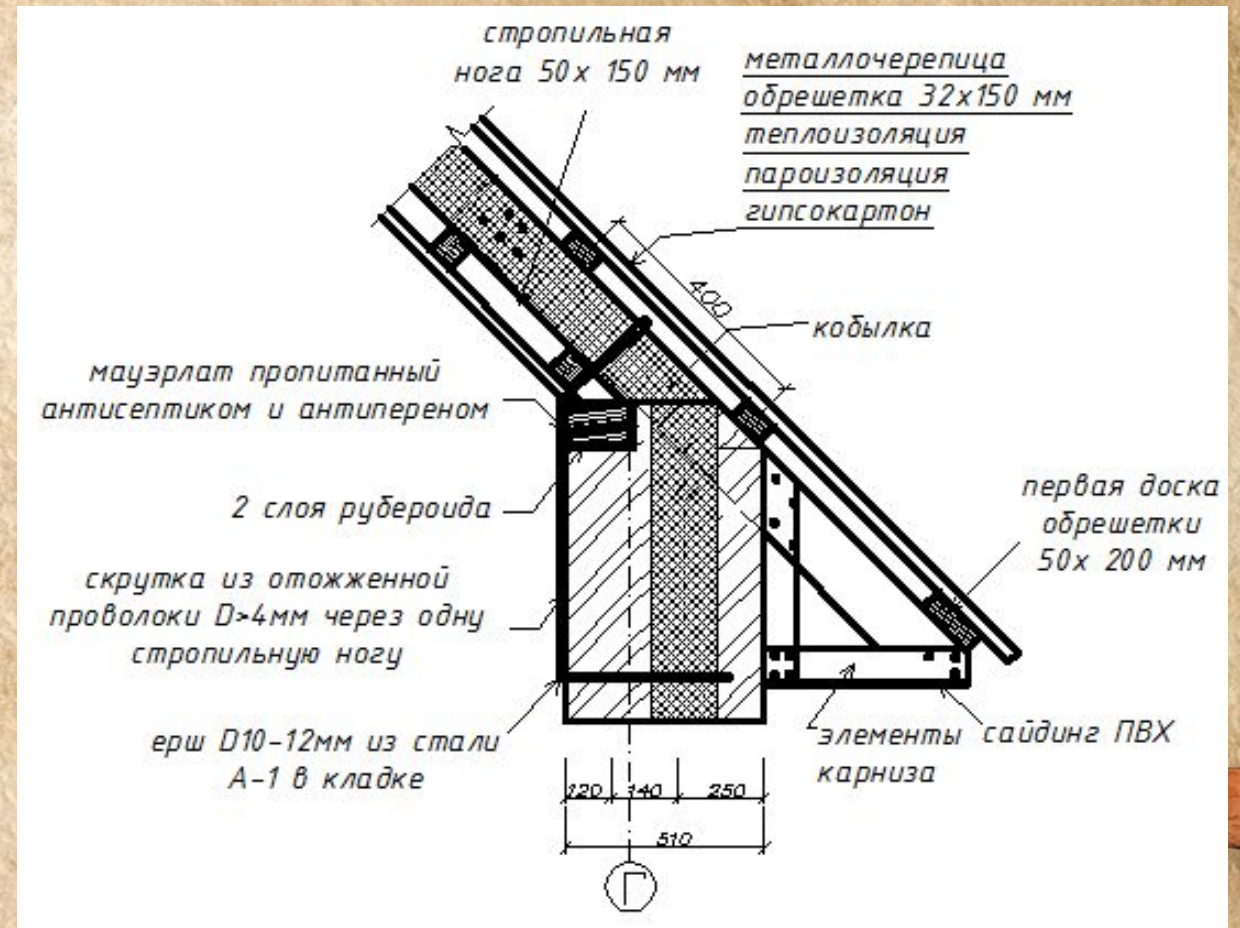 стропильная
нога 50х 150 мм
металлочерепица
обрешетка 32х150 мм
теплоизоляция
пароизоляция
гипсокартон
400
кобылка
мауэрлат пропитанный
антисептиком и антипереном
2 слоя рубероида
первая доска
обрешетки
50х 200 мм
скрутка из отожженной
проволоки D>4мм через одну
стропильную ногу
ерш D10-12мм из стали
А-1 в кладке
элементы
карниза
сайдинг ПВХ
120 140 250
510
Г